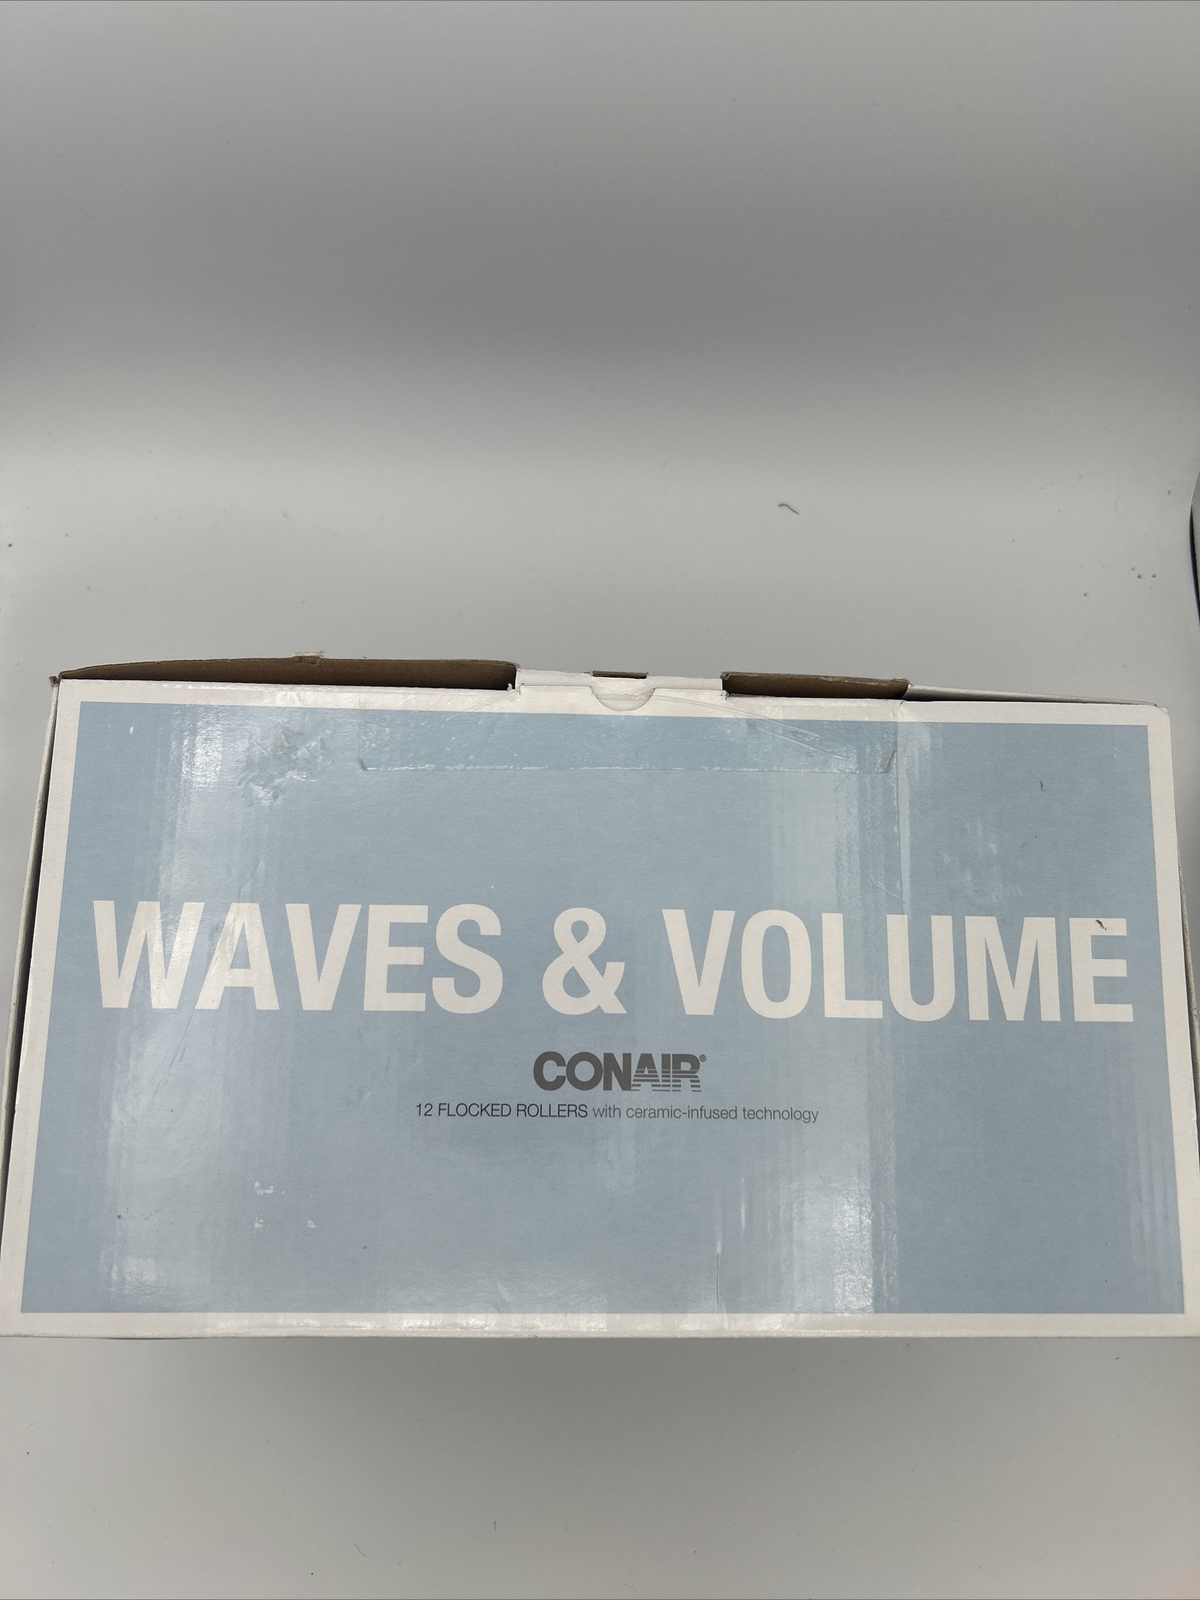 WAVES & VOLUME
CONAIR®
12 FLOCKED ROLLERS with ceramic-infused technology